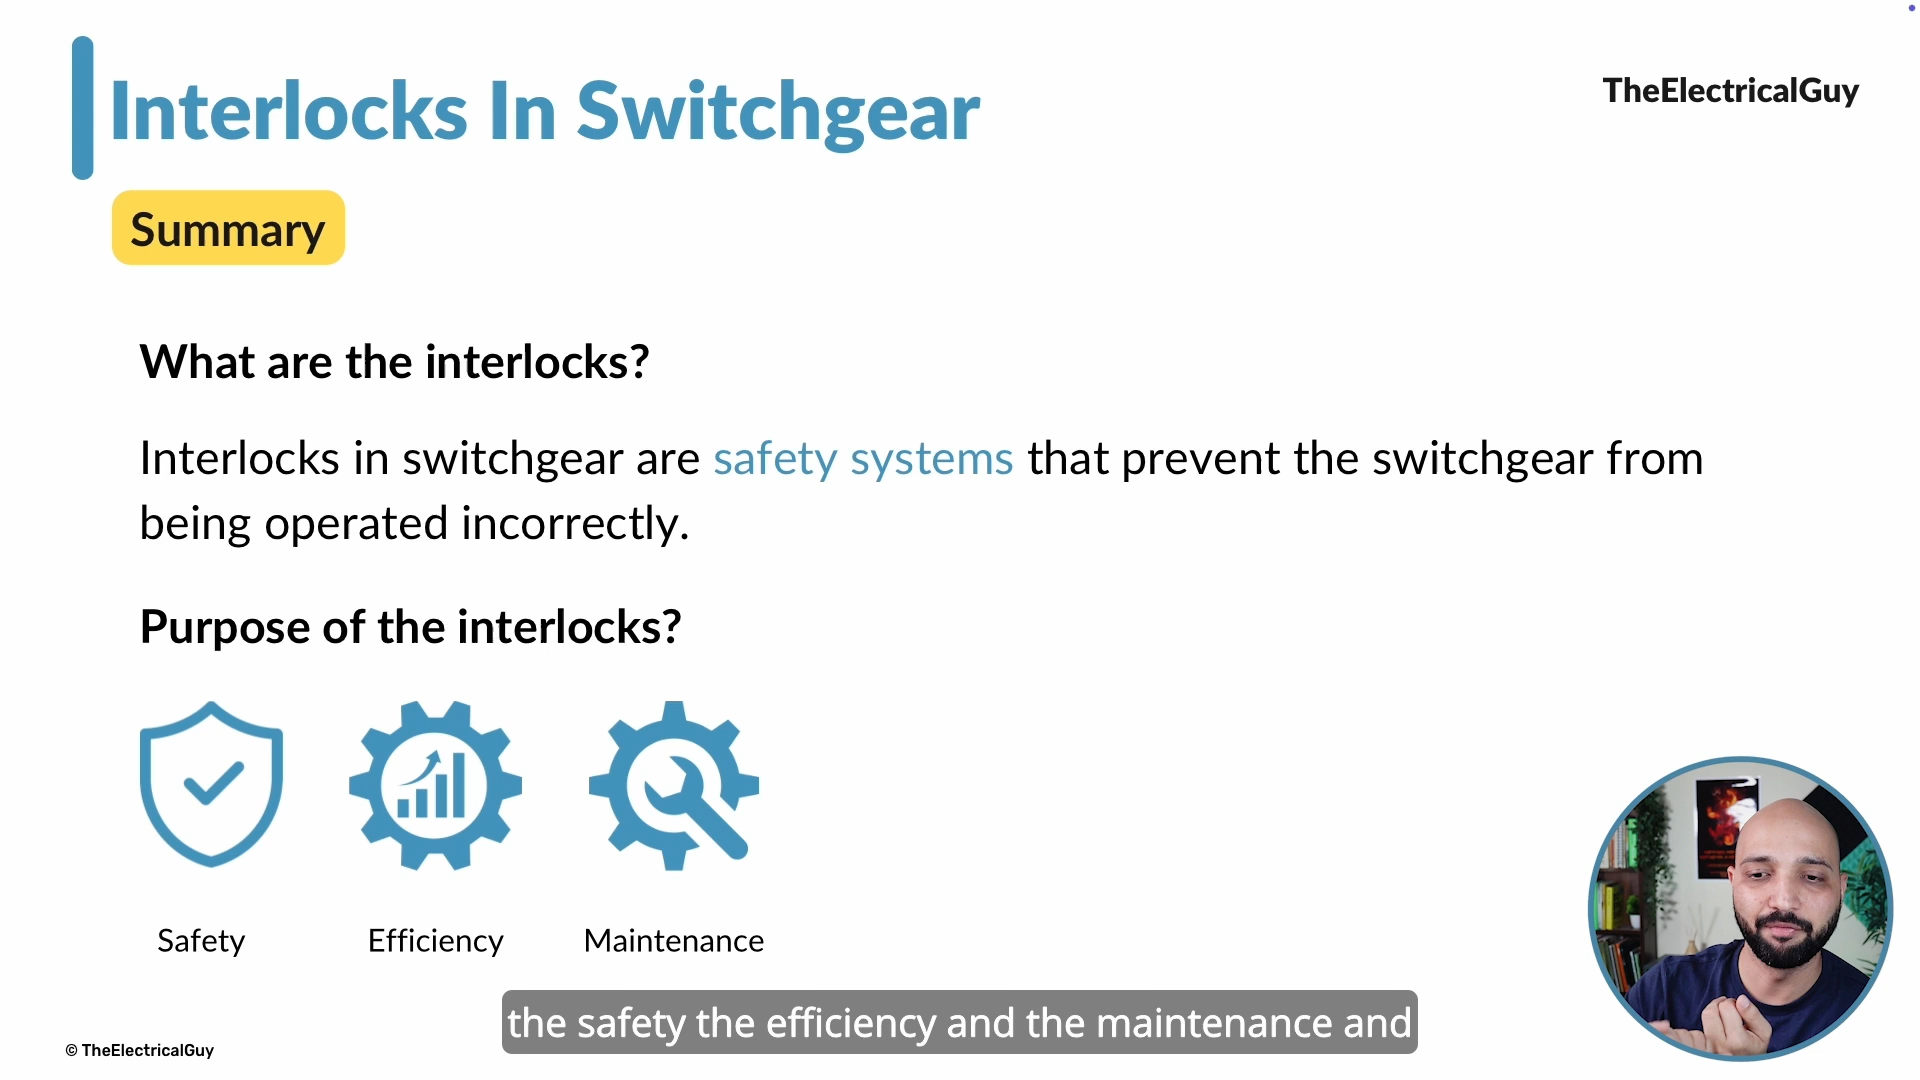 Interlocks In Switchgear
TheElectricalGuy
Summary
What are the interlocks?
Interlocks in switchgear are safety systems that prevent the switchgear from
being operated incorrectly.
Purpose of the interlocks?
Safety
Efficiency
Maintenance
the safety the efficiency and the maintenance and
© TheElectricalGuy